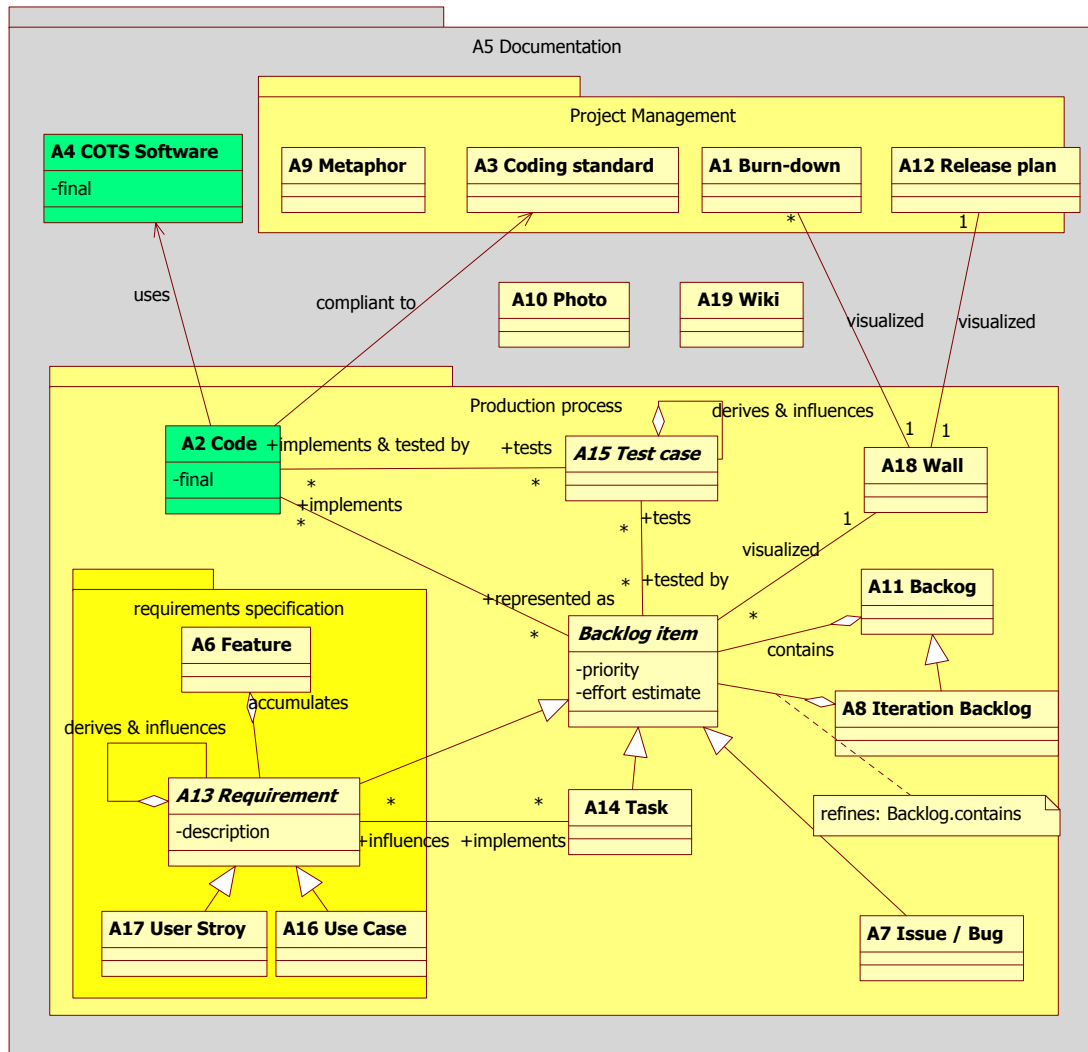 A5 Documentation
Project Management
A4 COTS Software
-final
A9 Metaphor
A3 Coding standard
A1 Burn-down
A12 Release plan
*
1
uses
compliant to
A10 Photo
A19 Wiki
visualized
visualized
Production process
derives & influences
A2 Code
-final
+implements & tested by
+tests
A15 Test case
1
1
A18 Wall
*
*
+implements
*
*
+tests
1
visualized
*
+tested by
requirements specification
+represented as
*
Backlog item
-priority
-effort estimate
*
contains
A11 Backog
A6 Feature
accumulates
A8 Iteration Backlog
derives & influences
A13 Requirement
-description
*
*
+influences
+implements
A14 Task
refines: Backlog.contains
A17 User Stroy
A16 Use Case
A7 Issue / Bug